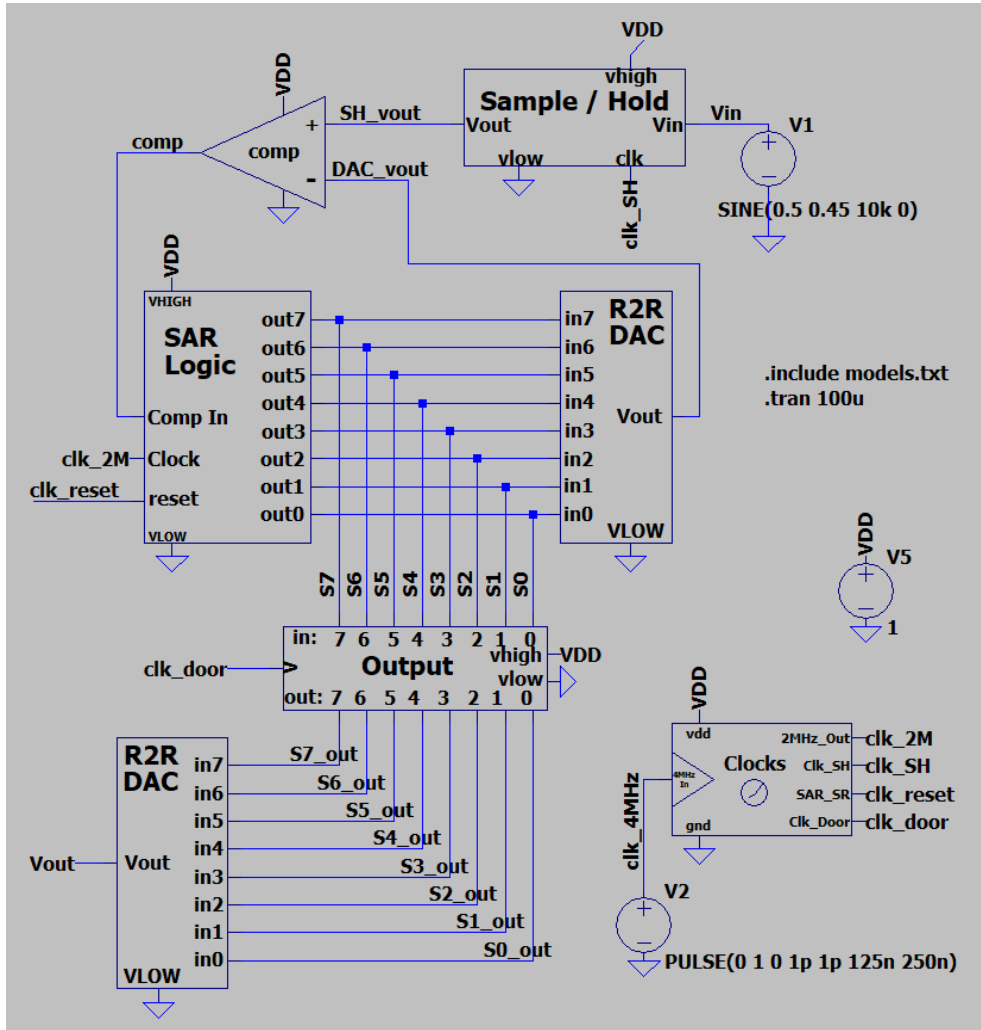 VDD
VDD
vhigh
Sample / Hold
SH_vout
Vout
Vin
Vin
V1
+
comp
comp
+
-
DAC_vout
vlow
clk
clk_SH
SINE(0.5 0.45 10k 0)
VDD
VHIGH
SAR
Logic
out7
out6
out5
out4
out3
out2
out1
out0
Comp In
clk_2M
Clock
clk_reset
reset
VLOW
R2R
DAC
in7
in6
in5
in4
in3
in2
in1
in0
Vout
VLOW
.include models.txt
.tran 100u
S7
S6
S5
S4
S3
S2
S1
S0
VDD
V5
1
in: 7 6 5 4 3 2 1 0
clk_door
Output
vhigh
VDD
vlow
out: 7 6 5 4 3 2 1 0
S7_out
S6_out
S5_out
S4_out
S3_out
S2_out
S1_out
S0_out
R2R
DAC
in7
in6
in5
in4
in3
in2
in1
in0
Vout
Vout
VLOW
VDD
vdd
2MHz_Out
clk_2M
Clocks
Clk_SH
clk_SH
4MHz
In
SAR_SR
clk_reset
gnd
Clk_Door
clk_door
clk_4MHz
V2
PULSE(0 1 0 1p 1p 125n 250n)